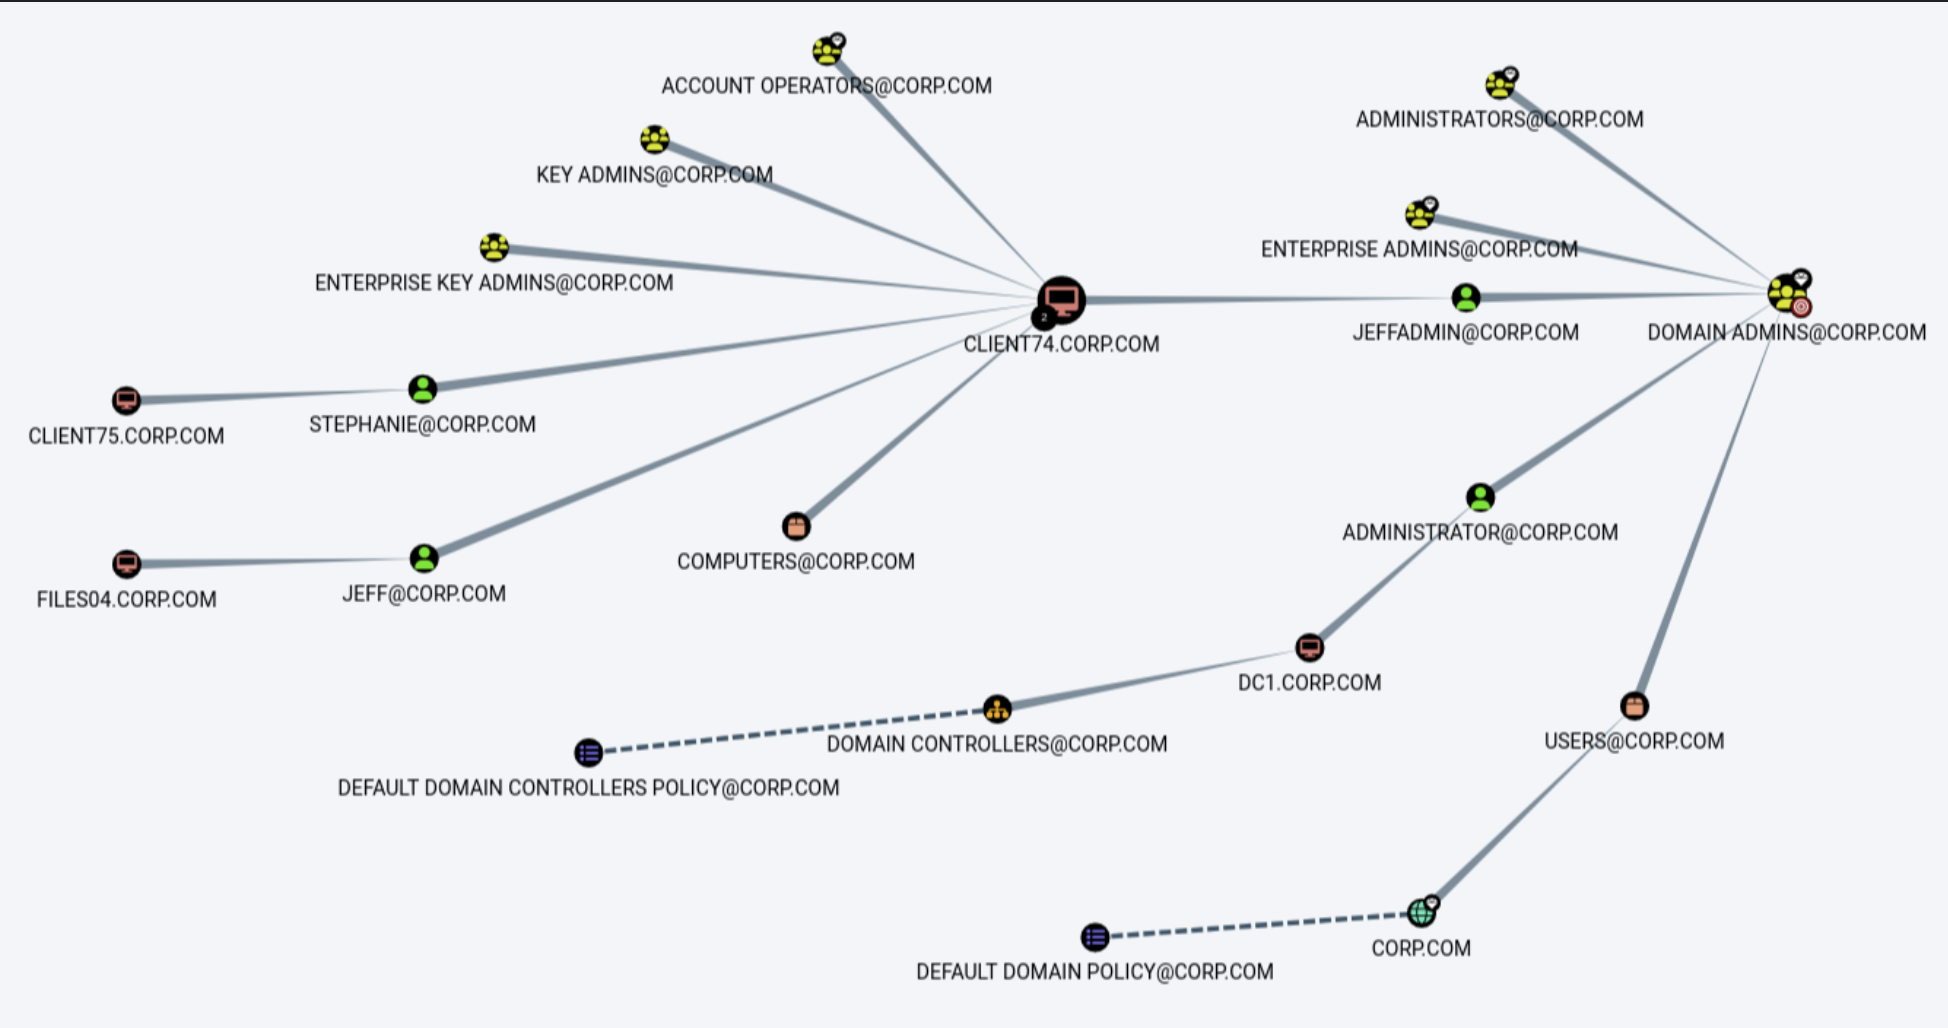 ACCOUNT OPERATORS@CORP.COM
ADMINISTRATORS@CORP.COM
KEY ADMINS@CORP.COM
ENTERPRISE ADMINS@CORP.COM
ENTERPRISE KEY ADMINS@CORP.COM
2
CLIENT74.CORP.COM
JEFFADMIN@CORP.COM
DOMAIN ADMINS@CORP.COM
CLIENT75.CORP.COM
STEPHANIE@CORP.COM
ADMINISTRATOR@CORP.COM
COMPUTERS@CORP.COM
FILES04.CORP.COM
JEFF@CORP.COM
DC1.CORP.COM
DOMAIN CONTROLLERS@CORP.COM
USERS@CORP.COM
DEFAULT DOMAIN CONTROLLERS POLICY@CORP.COM
CORP.COM
DEFAULT DOMAIN POLICY@CORP.COM